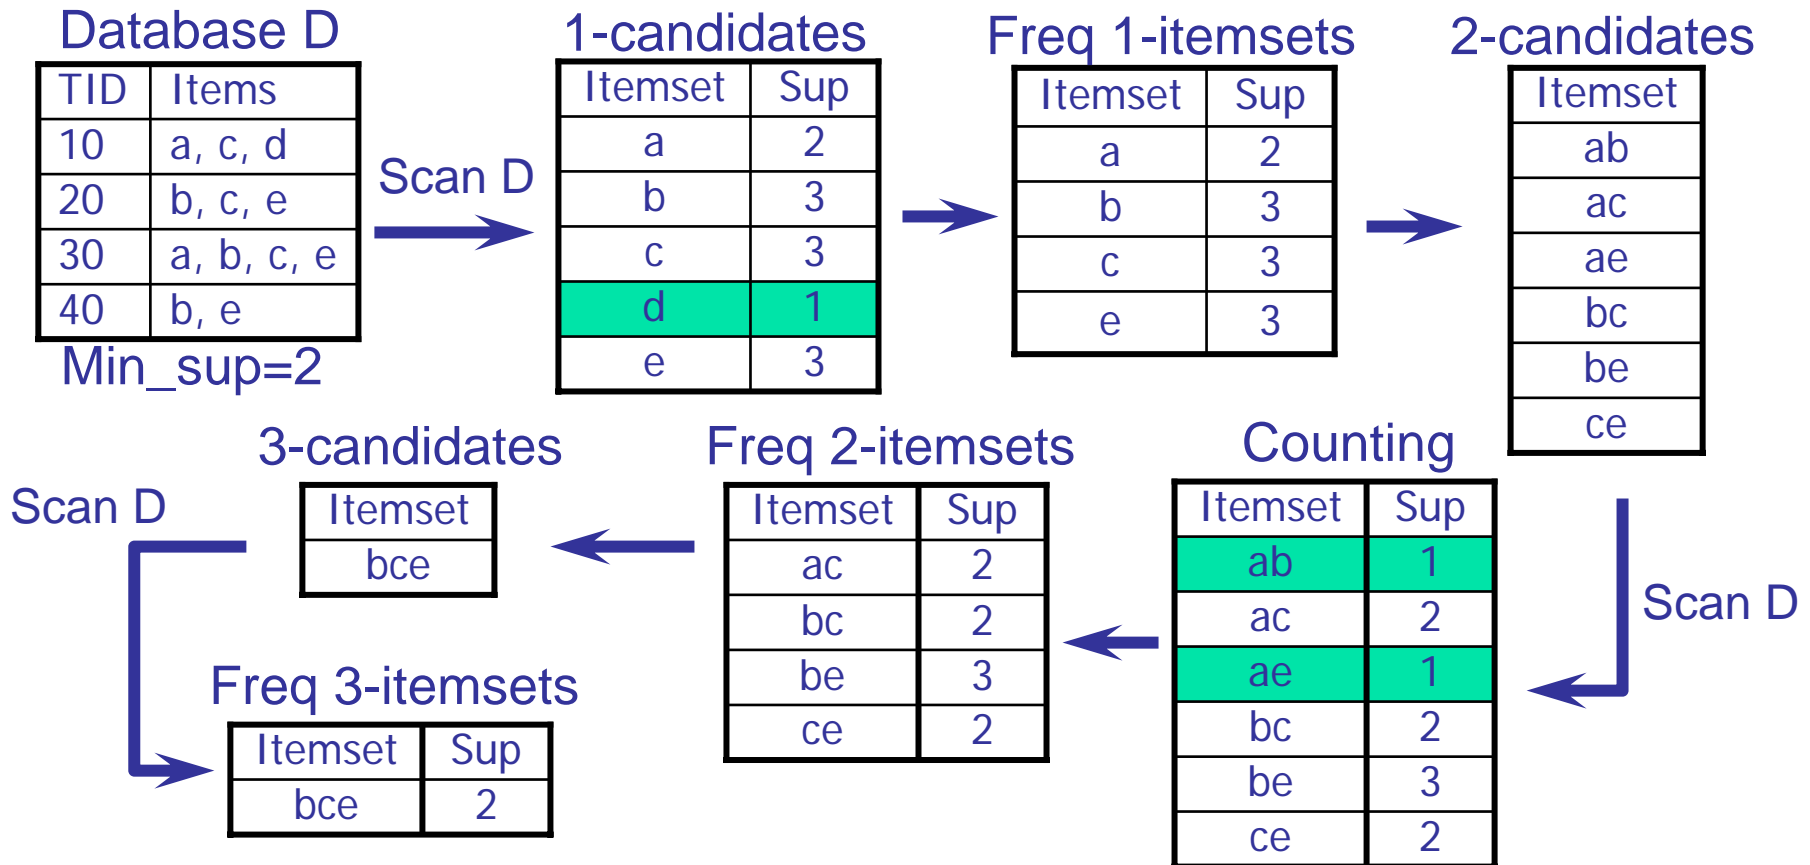 Database D
TID Items
10 a, c, d
20 b, c, e
30 a, b, c, e
40 b, e
Min_sup=2
Scan D
1-candidates
Itemset Sup
a 2
b 3
c 3
d 1
e 3
Freq 1-itemsets
Itemset Sup
a 2
b 3
c 3
e 3
2-candidates
Itemset
ab
ac
ae
bc
be
ce
Scan D
Counting
Itemset Sup
ab 1
ac 2
ae 1
bc 2
be 3
ce 2
Freq 2-itemsets
Itemset Sup
ac 2
bc 2
be 3
ce 2
3-candidates
Itemset
bce
Scan D
Freq 3-itemsets
Itemset Sup
bce 2